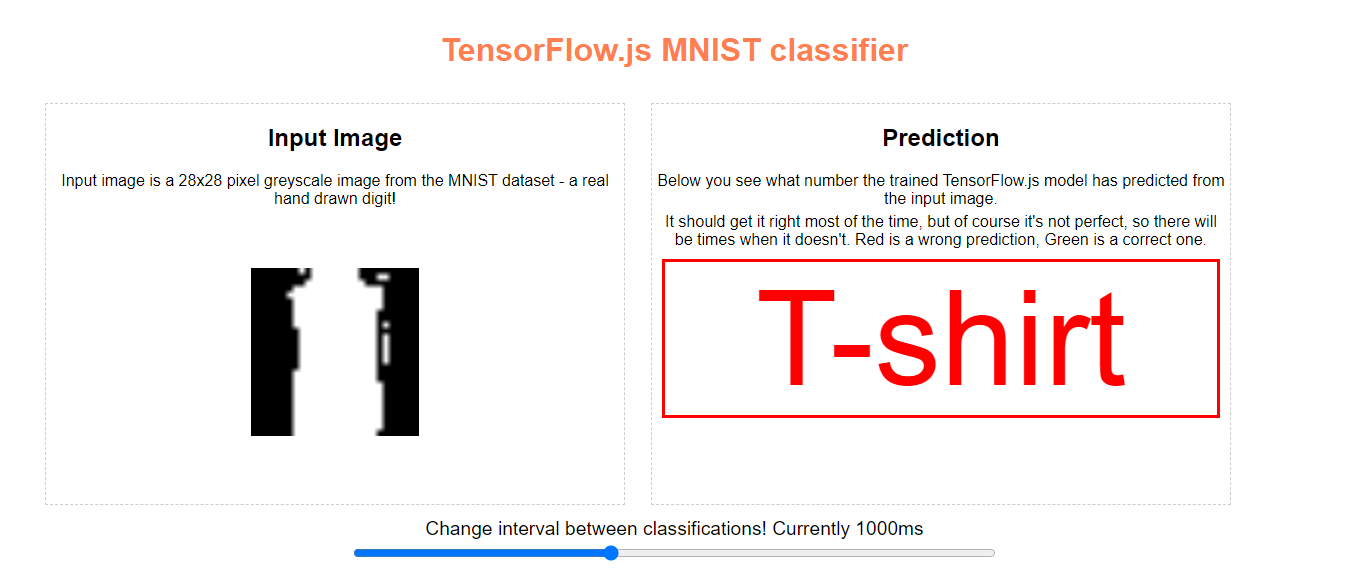 TensorFlow.js MNIST classifier
Input Image
Input image is a 28x28 pixel greyscale image from the MNIST dataset - a real
hand drawn digit!
Prediction
Below you see what number the trained TensorFlow.js model has predicted from
the input image.
It should get it right most of the time, but of course it's not perfect, so there will
be times when it doesn't. Red is a wrong prediction, Green is a correct one.
T-shirt
Change interval between classifications! Currently 1000ms